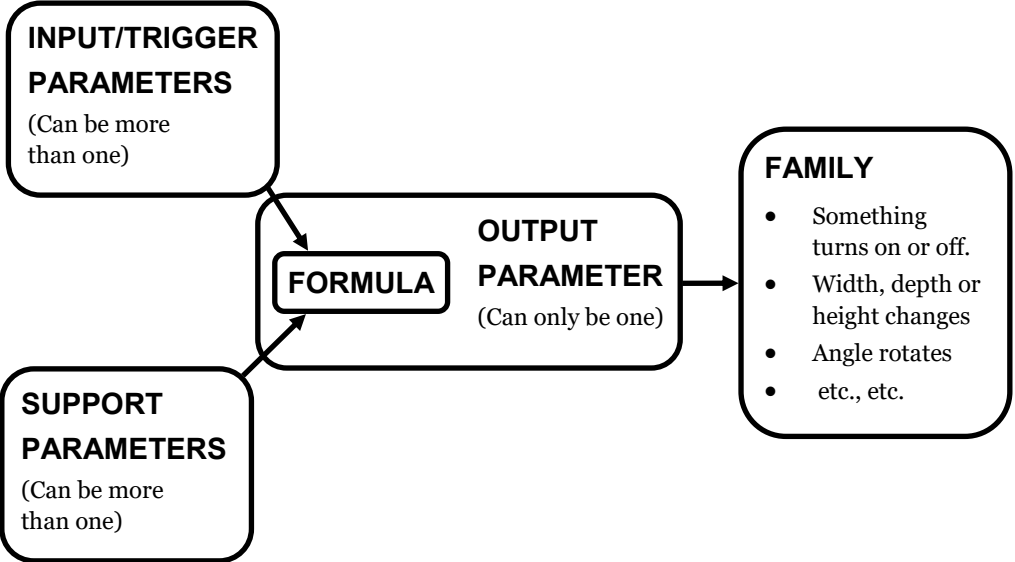 INPUT/TRIGGER
PARAMETERS
(Can be more
than one)
SUPPORT
PARAMETERS
(Can be more
than one)
FORMULA
OUTPUT
PARAMETER
(Can only be one)
FAMILY
• Something
turns on or off.
• Width, depth or
height changes
• Angle rotates
• etc., etc.